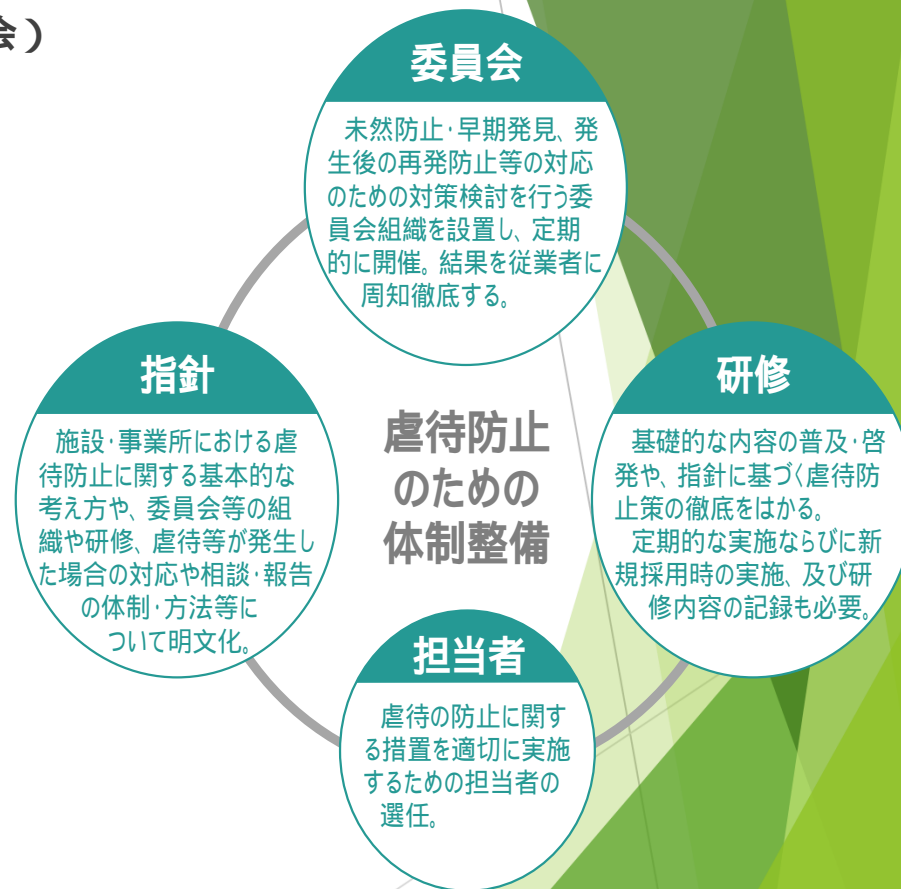 会）
委員会
未然防止・早期発見、発
生後の再発防止等の対応
のための対策検討を行う委
員会組織を設置し、定期
的に開催。結果を従業者に
周知徹底する。
指針
施設・事業所における虐
待防止に関する基本的な
考え方や、委員会等の組
織や研修、虐待等が発生し
た場合の対応や相談・報告
の体制・方法等に
ついて明文化。
虐待防止
のための
体制整備
研修
基礎的な内容の普及・啓
発や、指針に基づく虐待防
止策の徹底をはかる。
定期的な実施ならびに新
規採用時の実施、及び研
修内容の記録も必要。
担当者
虐待の防止に関す
る措置を適切に実施
するための担当者の
選任。